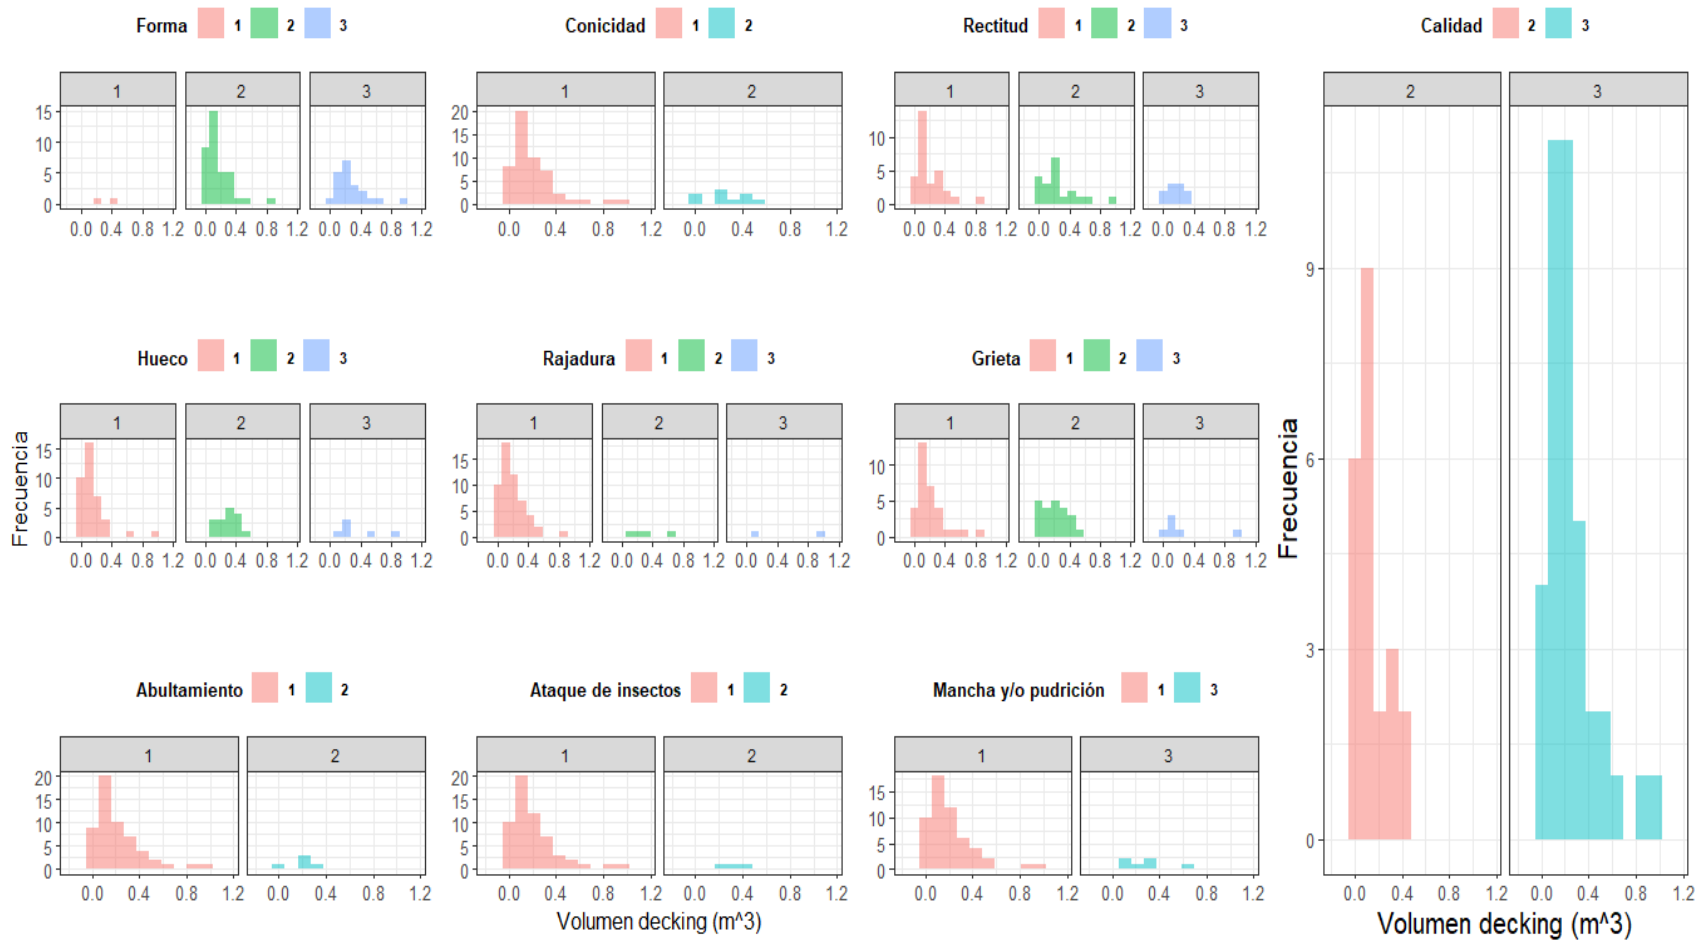 Forma 1 2 3
Conicidad 1 2
Rectitud 1 2 3
Calidad 2 3
1 2 3
15
10
5
0
0.0 0.4 0.8 1.2 0.0 0.4 0.8 1.2 0.0 0.4 0.8 1.2
1 2
20
15
10
5
0
0.0 0.4 0.8 1.2 0.0 0.4 0.8 1.2
1 2 3
10
5
0
0.0 0.4 0.8 1.2 0.0 0.4 0.8 1.2 0.0 0.4 0.8 1.2
Hueco 1 2 3
Rajadura 1 2 3
Grieta 1 2 3
Frecuencia
1 2 3
15
10
5
0
0.0 0.4 0.8 1.2 0.0 0.4 0.8 1.2 0.0 0.4 0.8 1.2
1 2 3
15
10
5
0
0.0 0.4 0.8 1.2 0.0 0.4 0.8 1.2 0.0 0.4 0.8 1.2
1 2 3
10
5
0
0.0 0.4 0.8 1.2 0.0 0.4 0.8 1.2 0.0 0.4 0.8 1.2
Abultamiento 1 2
Ataque de insectos 1 2
Mancha y/o pudrición 1 3
1 2
20
15
10
5
0
0.0 0.4 0.8 1.2 0.0 0.4 0.8 1.2
1 2
20
15
10
5
0
0.0 0.4 0.8 1.2 0.0 0.4 0.8 1.2
1 3
15
10
5
0
0.0 0.4 0.8 1.2 0.0 0.4 0.8 1.2
Volumen decking (m^3)
Frecuencia
2 3
9
6
3
0
0.0 0.4 0.8 1.2 0.0 0.4 0.8 1.2
Volumen decking (m^3)